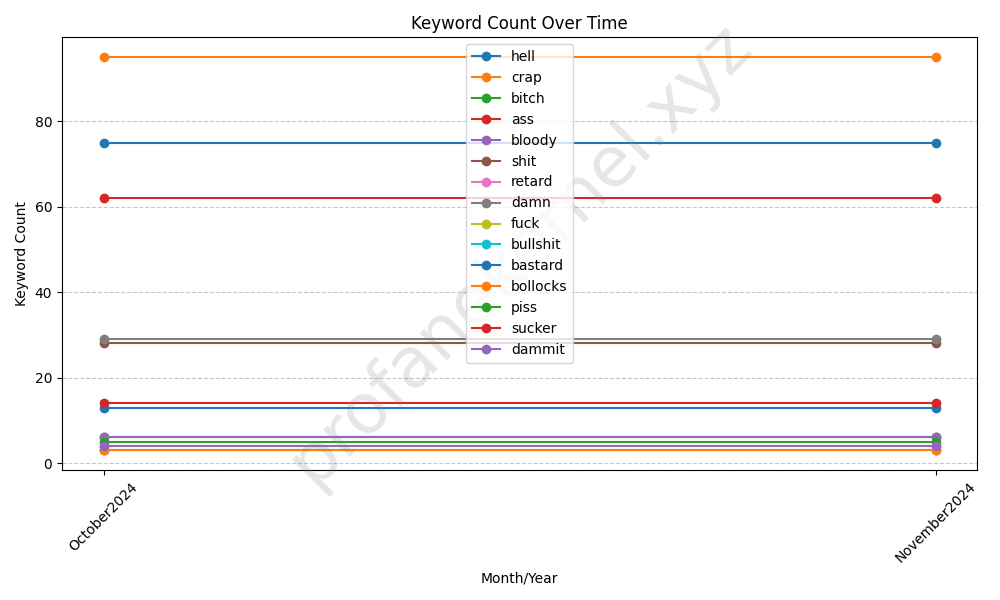 Keyword Count Over Time
hell
crap
bitch
ass
bloody
shit
retard
damn
fuck
bullshit
bastard
bollocks
piss
sucker
dammit
80
60
40
20
0
Keyword Count
October2024
November2024
Month/Year